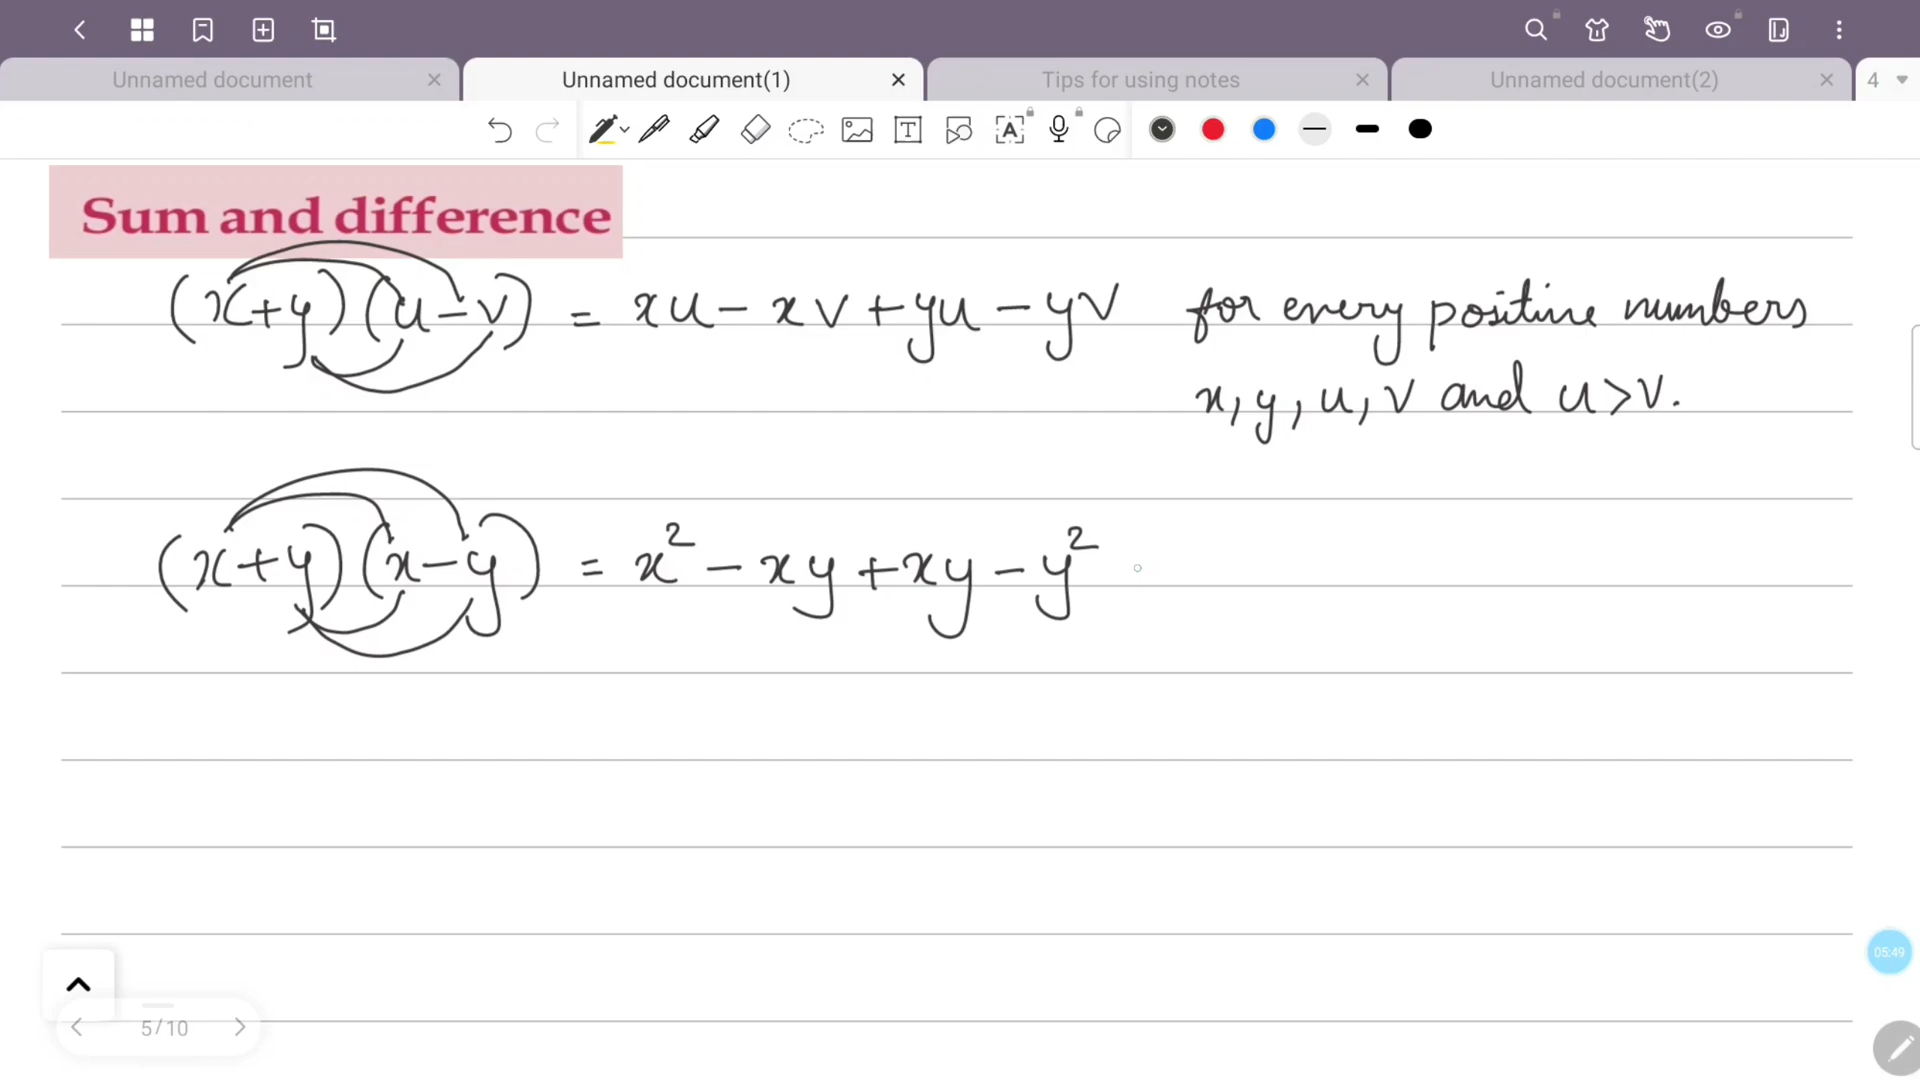 Unnamed document Unnamed document(1) Tips for using notes Unnamed document(2) 4
Sum and difference
(x+y)(u-v) = xu - xv + yu - yv for every positive numbers
x, y, u, v and u>v.
(x+y)(x-y) = x² - xy + xy - y²
05:49
5/10